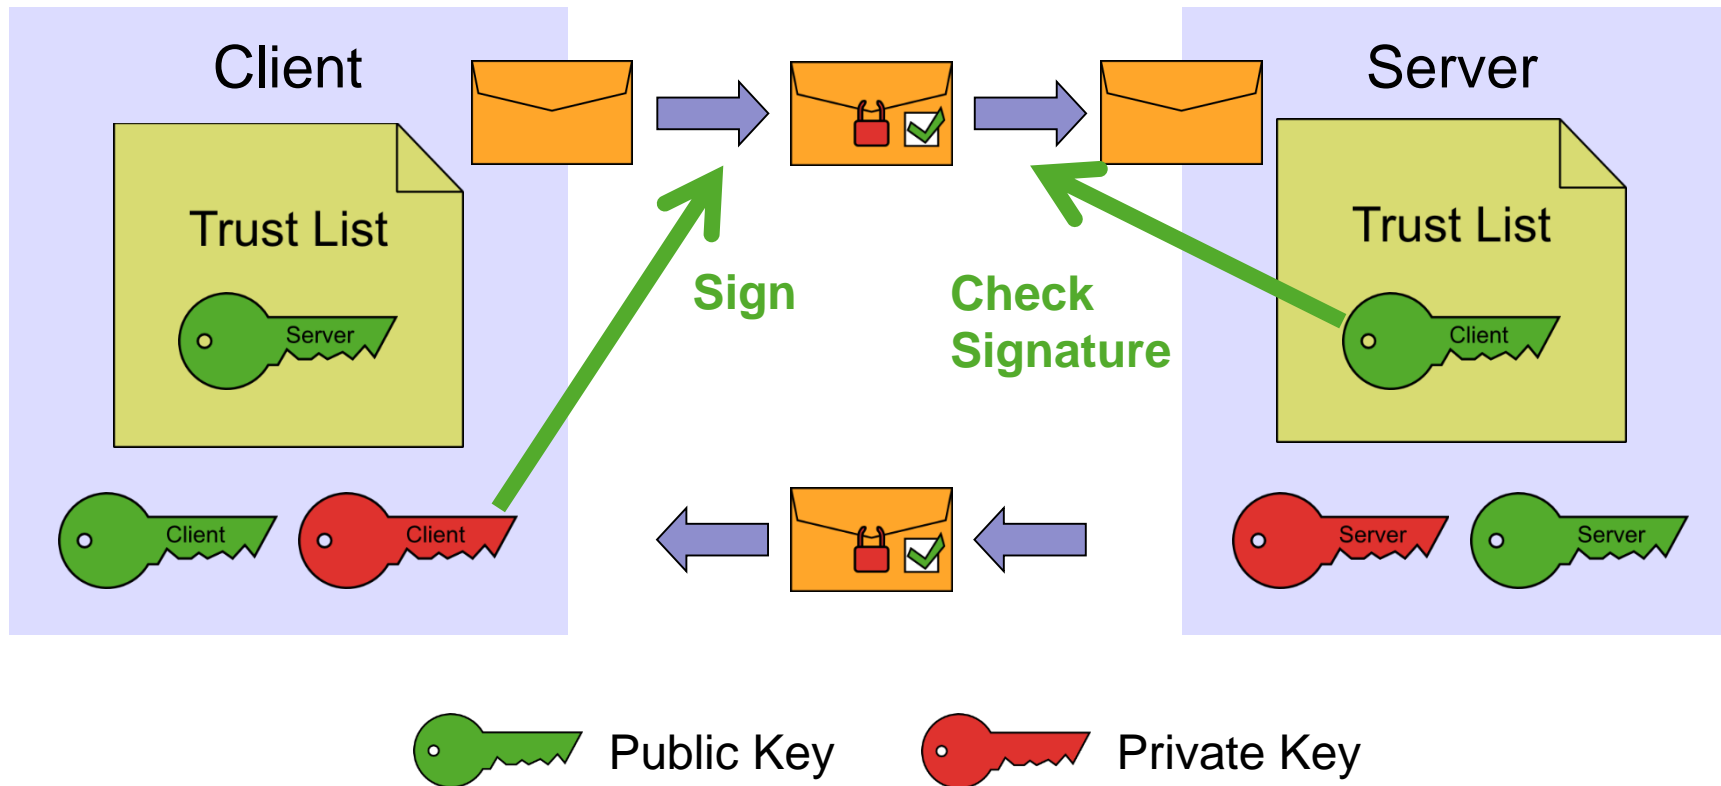 Client
Server
Trust List
Trust List
Sign
Check
Signature
Server
Client
Client
Client
Server
Server
Public Key
Private Key